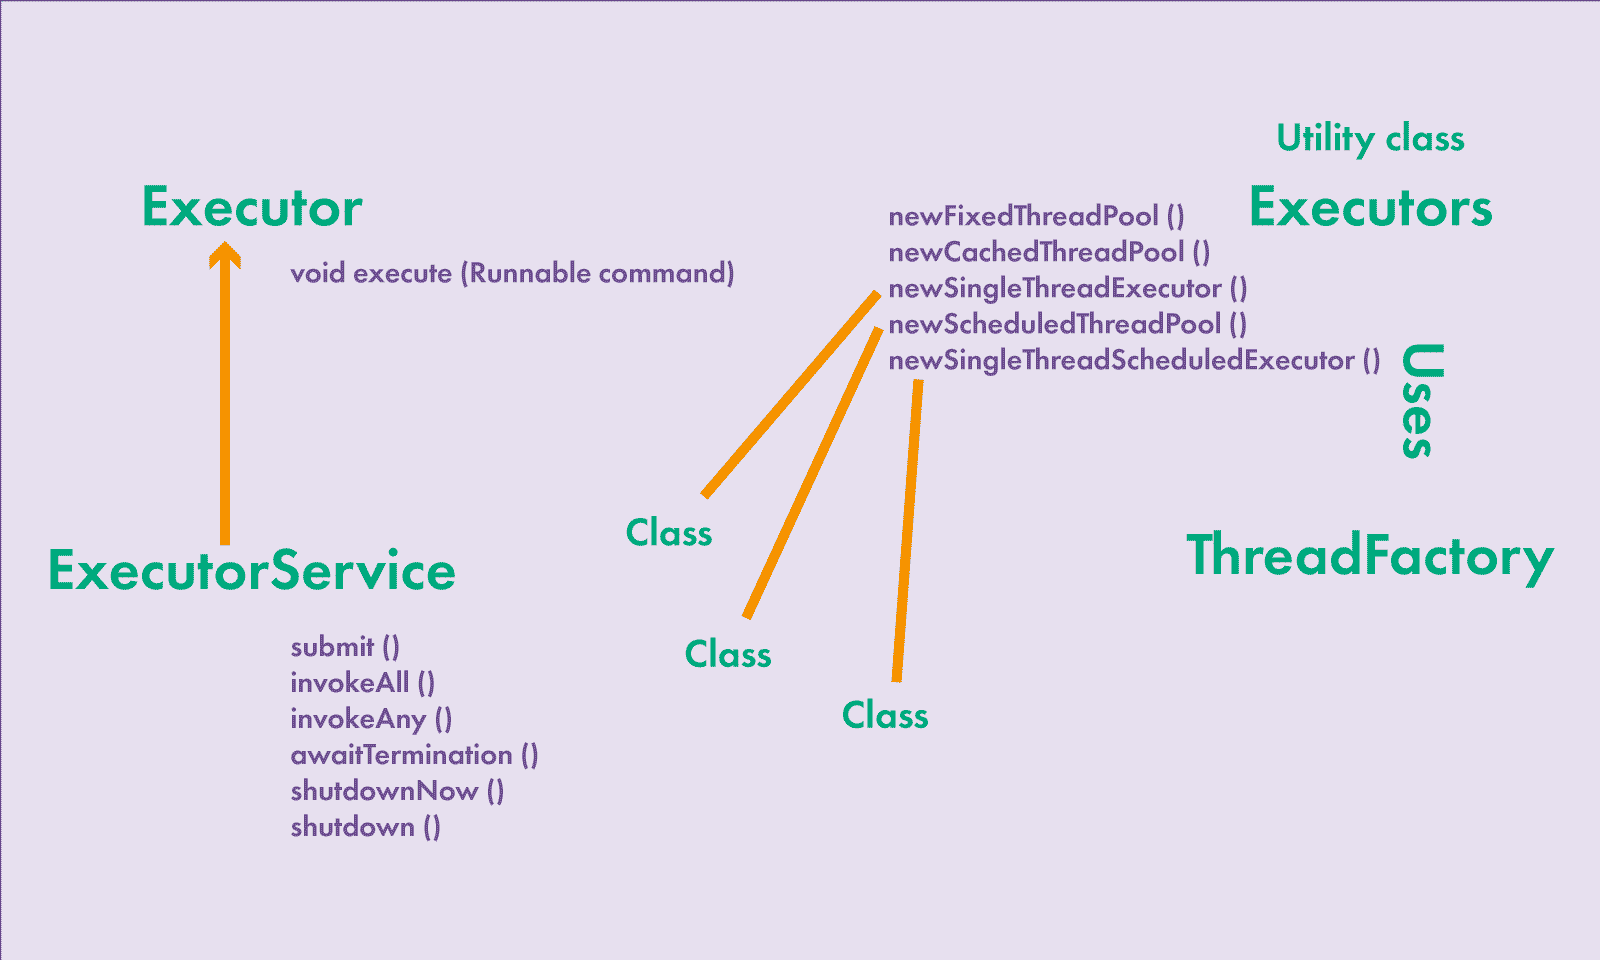 Executor
void execute (Runnable command)
ExecutorService
submit ()
invokeAll ()
invokeAny ()
awaitTermination ()
shutdownNow ()
shutdown ()
Utility class
Executors
newFixedThreadPool ()
newCachedThreadPool ()
newSingleThreadExecutor ()
newScheduledThreadPool ()
newSingleThreadScheduledExecutor ()
Uses
ThreadFactory
Class
Class
Class